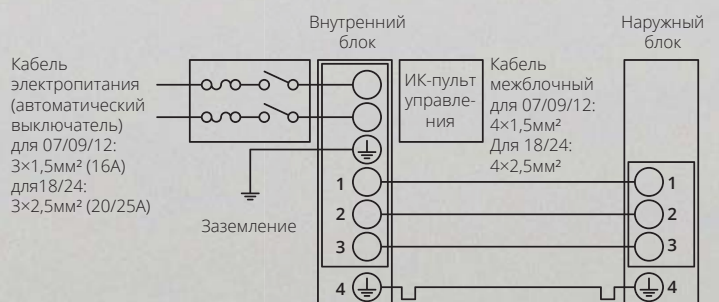 Внутренний
блок
Наружный
блок
Кабель
электропитания
(автоматический
выключатель)
для 07/09/12:
3×1,5мм² (16А)
для18/24:
3×2,5мм² (20/25А)
Заземление
ИК-пульт
управле-
ния
Кабель
межблочный
для 07/09/12:
4×1,5мм²
Для 18/24:
4×2,5мм²
1
2
3
4
1
2
3
4